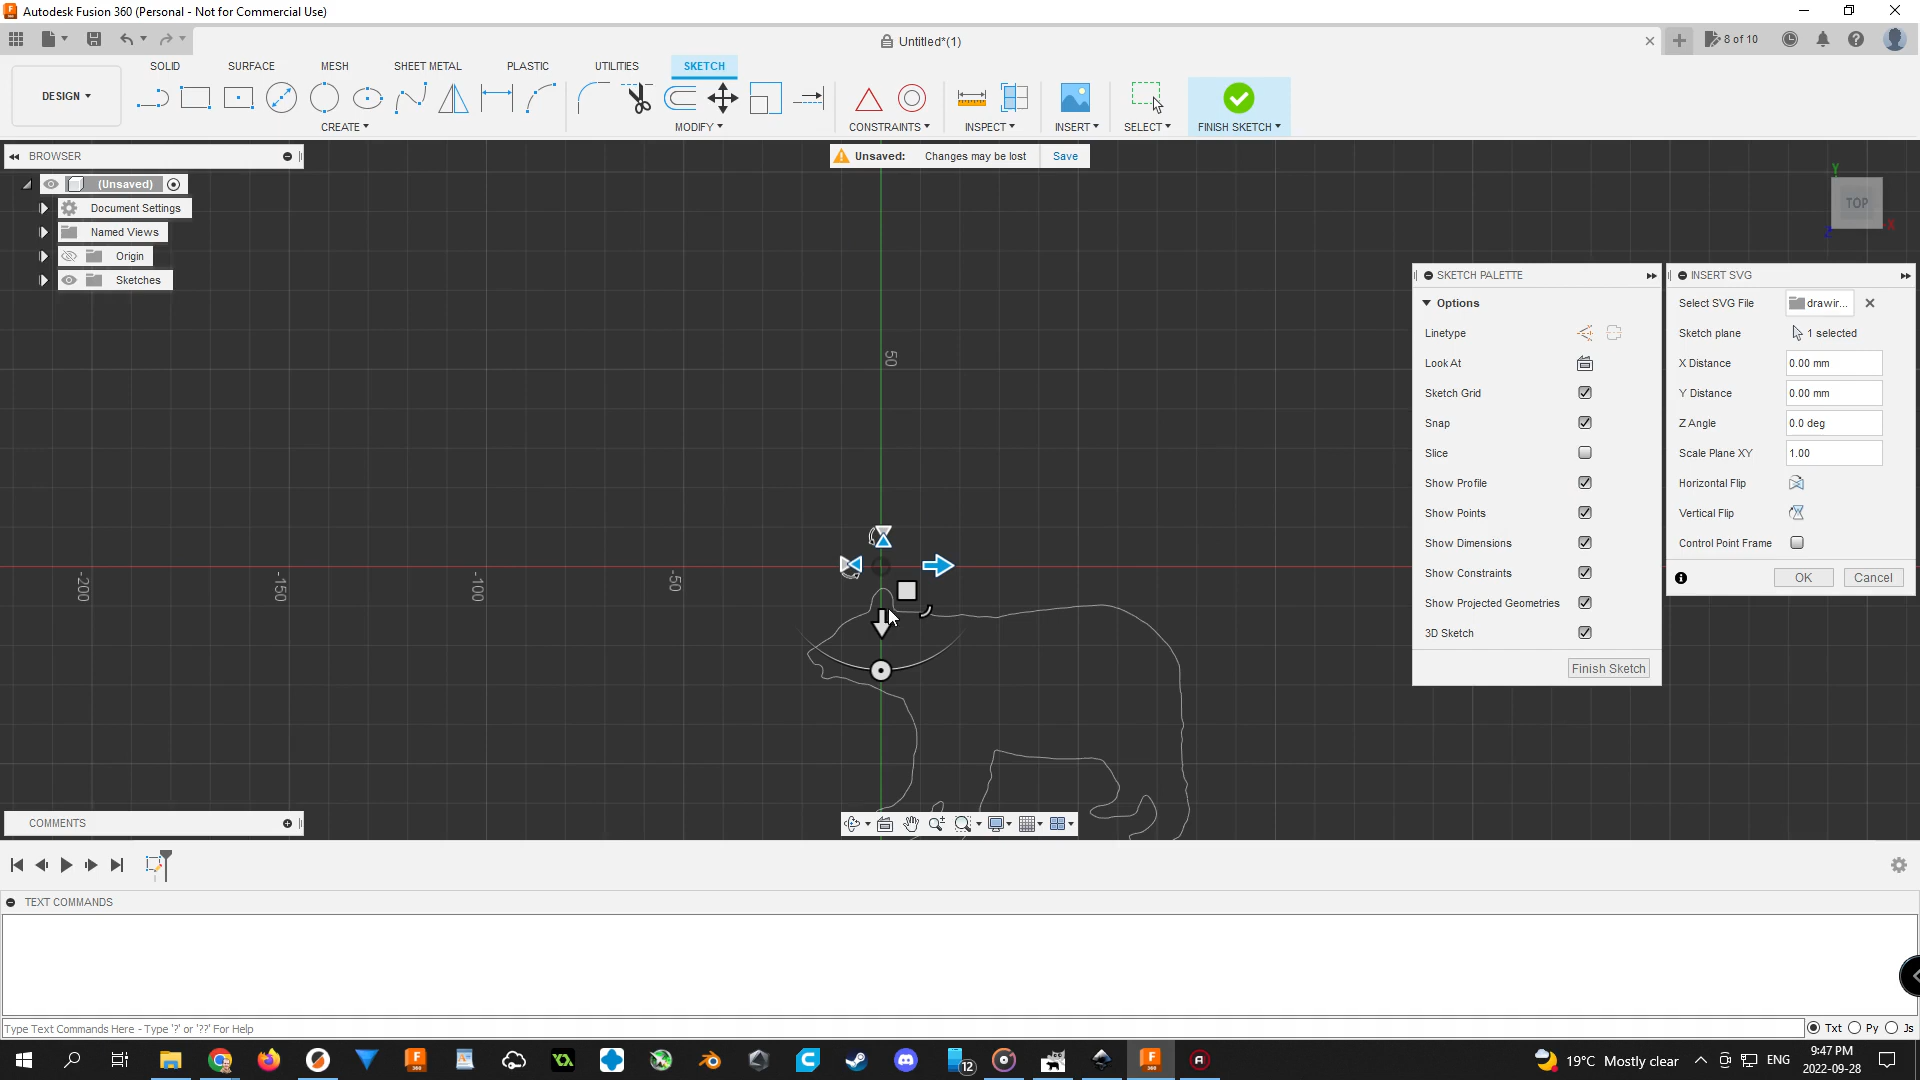 Autodesk Fusion 360 (Personal - Not for Commercial Use)
Untitled*(1)
8 of 10
SOLID
SURFACE
MESH
SHEET METAL
PLASTIC
UTILITIES
SKETCH
DESIGN
CREATE
MODIFY
CONSTRAINTS
INSPECT
INSERT
SELECT
FINISH SKETCH
BROWSER
Unsaved: Changes may be lost Save
(Unsaved)
Document Settings
Named Views
Origin
Sketches
Y
TOP
X
Z
50
-200
-150
-100
-50
SKETCH PALETTE
Options
Linetype
Look At
Sketch Grid
Snap
Slice
Show Profile
Show Points
Show Dimensions
Show Constraints
Show Projected Geometries
3D Sketch
Finish Sketch
INSERT SVG
Select SVG File drawir...
Sketch plane 1 selected
X Distance 0.00 mm
Y Distance 0.00 mm
Z Angle 0.0 deg
Scale Plane XY 1.00
Horizontal Flip
Vertical Flip
Control Point Frame
OK Cancel
COMMENTS
TEXT COMMANDS
Type Text Commands Here - Type '?' or '??' For Help
Txt Py Js
12
19°C Mostly clear
ENG
9:47 PM
2022-09-28